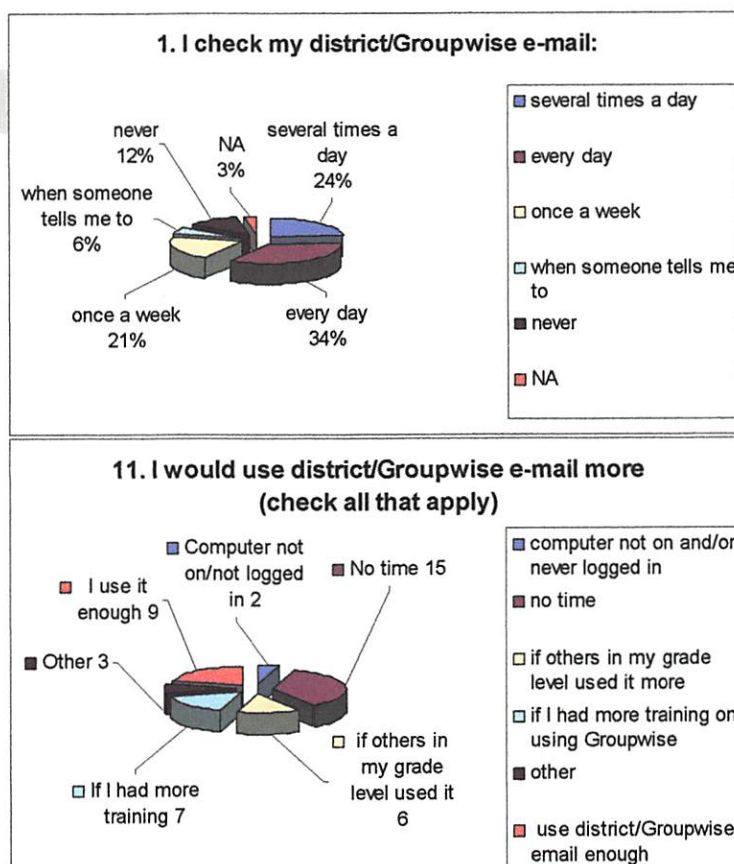 1. I check my district/Groupwise e-mail:
never
12%
NA
3%
several times a
day
24%
when someone
tells me to
6%
once a week
21%
every day
34%
several times a day
every day
once a week
when someone tells me
to
never
NA
11. I would use district/Groupwise e-mail more
(check all that apply)
Computer not
on/not logged
in 2
No time 15
I use it
enough 9
Other 3
If I had more
training 7
if others in
my grade
level used it
6
computer not on and/or
never logged in
no time
if others in my grade
level used it more
if I had more training on
using Groupwise
other
use district/Groupwise
email enough